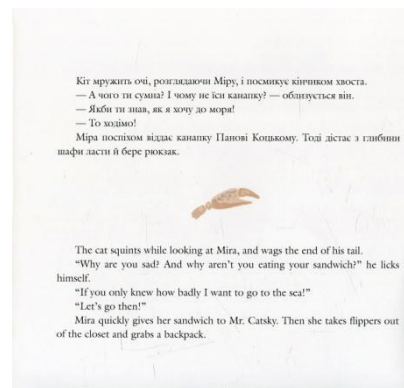 Кіт мружить очі, розглядаючи Міру, і посмикує кінчиком хвоста.
— А чого ти сумна? І чому не їси канапку? — облизується він.
— Якби ти знав, як я хочу до моря!
— То ходімо!
Міра поспіхом віддає канапку Панові Коцькому. Тоді дістає з глибини
шафи ласти й бере рюкзак.
The cat squints while looking at Mira, and wags the end of his tail.
“Why are you sad? And why aren’t you eating your sandwich?” he licks
himself.
“If you only knew how badly I want to go to the sea!”
“Let’s go then!”
Mira quickly gives her sandwich to Mr. Catsky. Then she takes flippers out
of the closet and grabs a backpack.